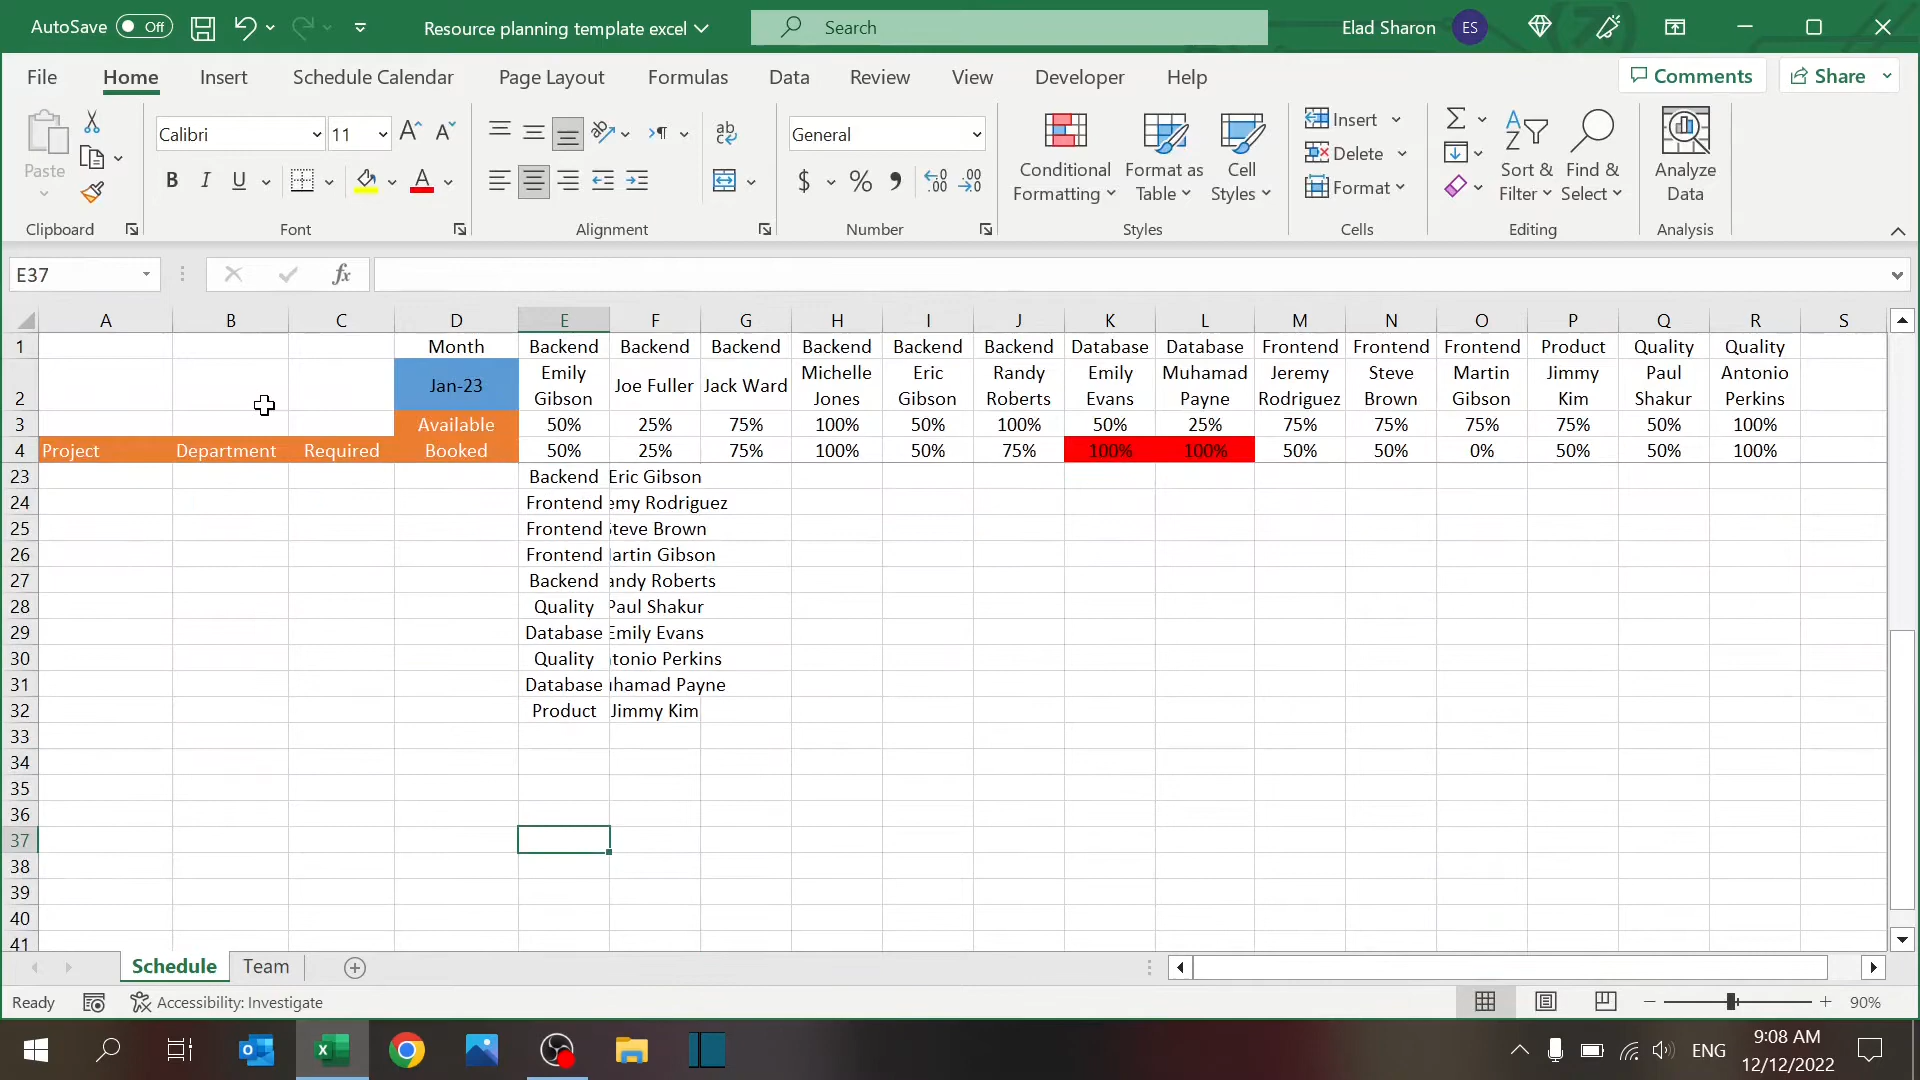 AutoSave Off Resource planning template excel Search Elad Sharon ES
File Home Insert Schedule Calendar Page Layout Formulas Data Review View Developer Help Comments Share
Paste Calibri 11 General Conditional Formatting Format as Table Cell Styles Insert Delete Format Sort & Filter Find & Select Analyze Data
Clipboard Font Alignment Number Styles Cells Editing Analysis
E37 fx
A B C D E F G H I J K L M N O P Q R S
1 Month Backend Backend Backend Backend Backend Backend Database Database Frontend Frontend Frontend Product Quality Quality
2 Jan-23 Emily Gibson Joe Fuller Jack Ward Michelle Jones Eric Gibson Randy Roberts Emily Evans Muhamad Payne Jeremy Rodriguez Steve Brown Martin Gibson Jimmy Kim Paul Shakur Antonio Perkins
3 Available 50% 25% 75% 100% 50% 100% 50% 25% 75% 75% 75% 75% 50% 100%
4 Project Department Required Booked 50% 25% 75% 100% 50% 75% 100% 100% 50% 50% 0% 50% 50% 100%
23 Backend Eric Gibson
24 Frontend emy Rodriguez
25 Frontend Steve Brown
26 Frontend artin Gibson
27 Backend andy Roberts
28 Quality Paul Shakur
29 Database Emily Evans
30 Quality tonio Perkins
31 Database uhamad Payne
32 Product Jimmy Kim
33
34
35
36
37
38
39
40
41
Schedule Team
Ready Accessibility: Investigate 90%
ENG 9:08 AM
12/12/2022